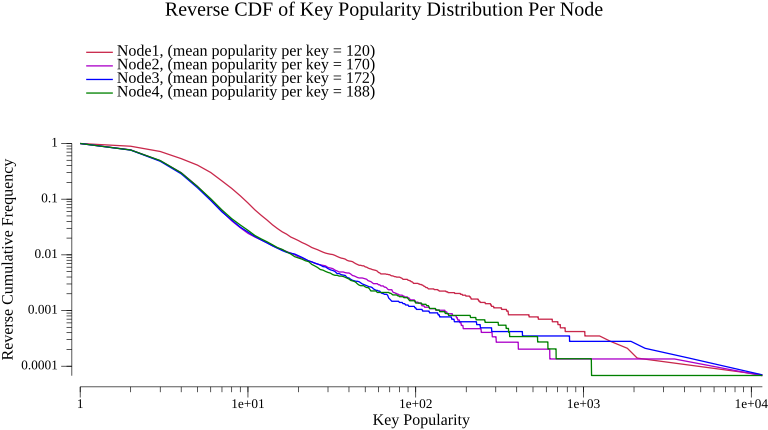 Reverse CDF of Key Popularity Distribution Per Node
Node1, (mean popularity per key = 120)
Node2, (mean popularity per key = 170)
Node3, (mean popularity per key = 172)
Node4, (mean popularity per key = 188)
Reverse Cumulative Frequency
1
0.1
0.01
0.001
0.0001
1 1e+01 1e+02 1e+03 1e+04
Key Popularity